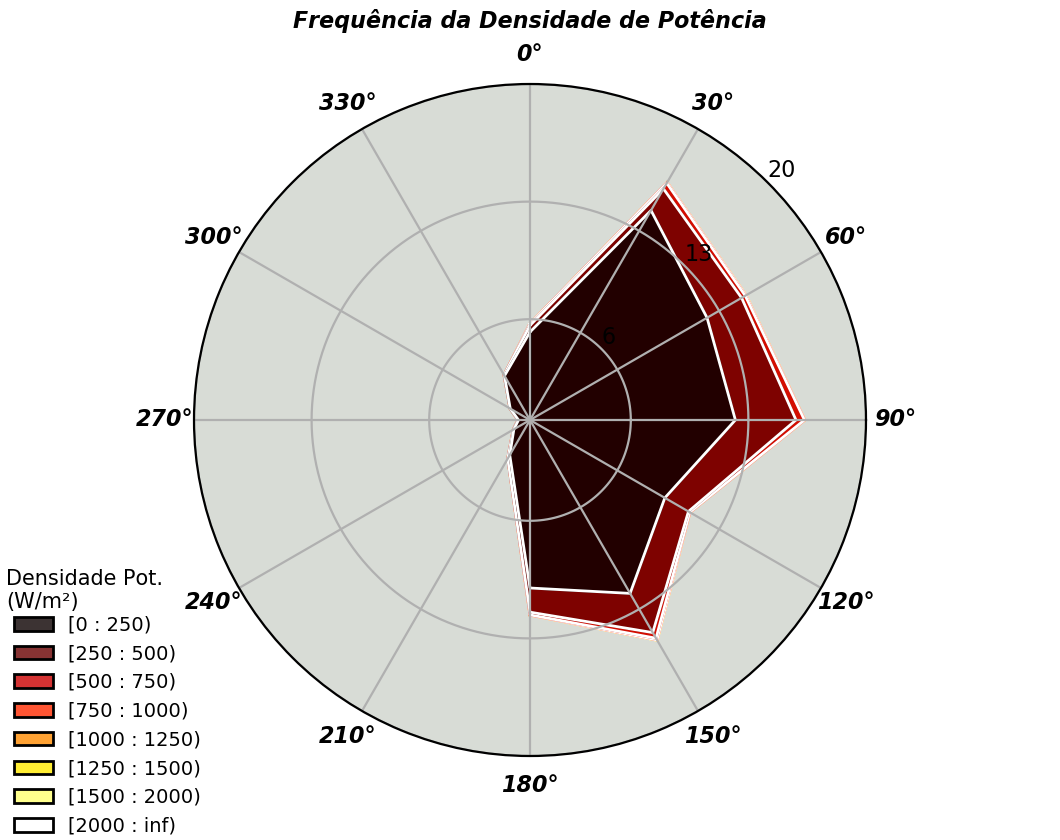 Frequência da Densidade de Potência
0°
330°
30°
20
300°
60°
13
6
270°
90°
240°
120°
210°
150°
180°
Densidade Pot.
(W/m²)
[0 : 250)
[250 : 500)
[500 : 750)
[750 : 1000)
[1000 : 1250)
[1250 : 1500)
[1500 : 2000)
[2000 : inf)